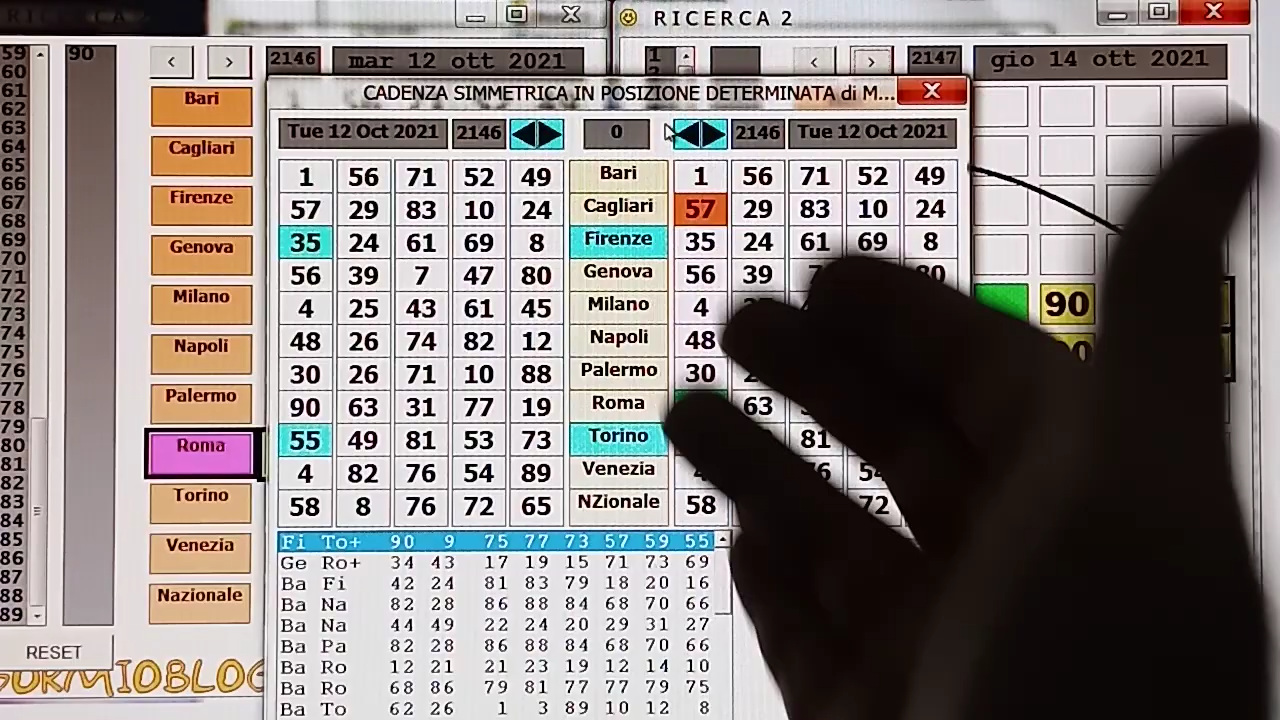 RICERCA 2
RICERCA 2
59 90 < > 2146 mar 12 ott 2021 1 < > 2147 gio 14 ott 2021
60
61 Bari
62
63
64 Cagliari
65
66
67 Firenze
68
69
70 Genova
71
72 Milano
73
74
75 Napoli
76
77 Palermo
78
79
80 Roma
81
82
83 Torino
84
85
86 Venezia
87
88 Nazionale
89
RESET
CADENZA SIMMETRICA IN POSIZIONE DETERMINATA di M...
Tue 12 Oct 2021 2146 0 2146 Tue 12 Oct 2021
1 56 71 52 49 Bari 1 56 71 52 49
57 29 83 10 24 Cagliari 57 29 83 10 24
35 24 61 69 8 Firenze 35 24 61 69 8
56 39 7 47 80 Genova 56 39 80 90
4 25 43 61 45 Milano 4
48 26 74 82 12 Napoli 48
30 26 71 10 88 Palermo 30
90 63 31 77 19 Roma 63
55 49 81 53 73 Torino 81
4 82 76 54 89 Venezia
58 8 76 72 65 NZionale 58 72
Fi To+ 90 9 75 77 73 57 59 55
Ge Ro+ 34 43 17 19 15 71 73 69
Ba Fi 42 24 81 83 79 18 20 16
Ba Na 82 28 86 88 84 68 70 66
Ba Na 44 49 22 24 20 29 31 27
Ba Pa 82 28 86 88 84 68 70 66
Ba Ro 12 21 21 23 19 12 14 10
Ba Ro 68 86 79 81 77 77 79 75
Ba To 62 26 1 3 89 10 12 8